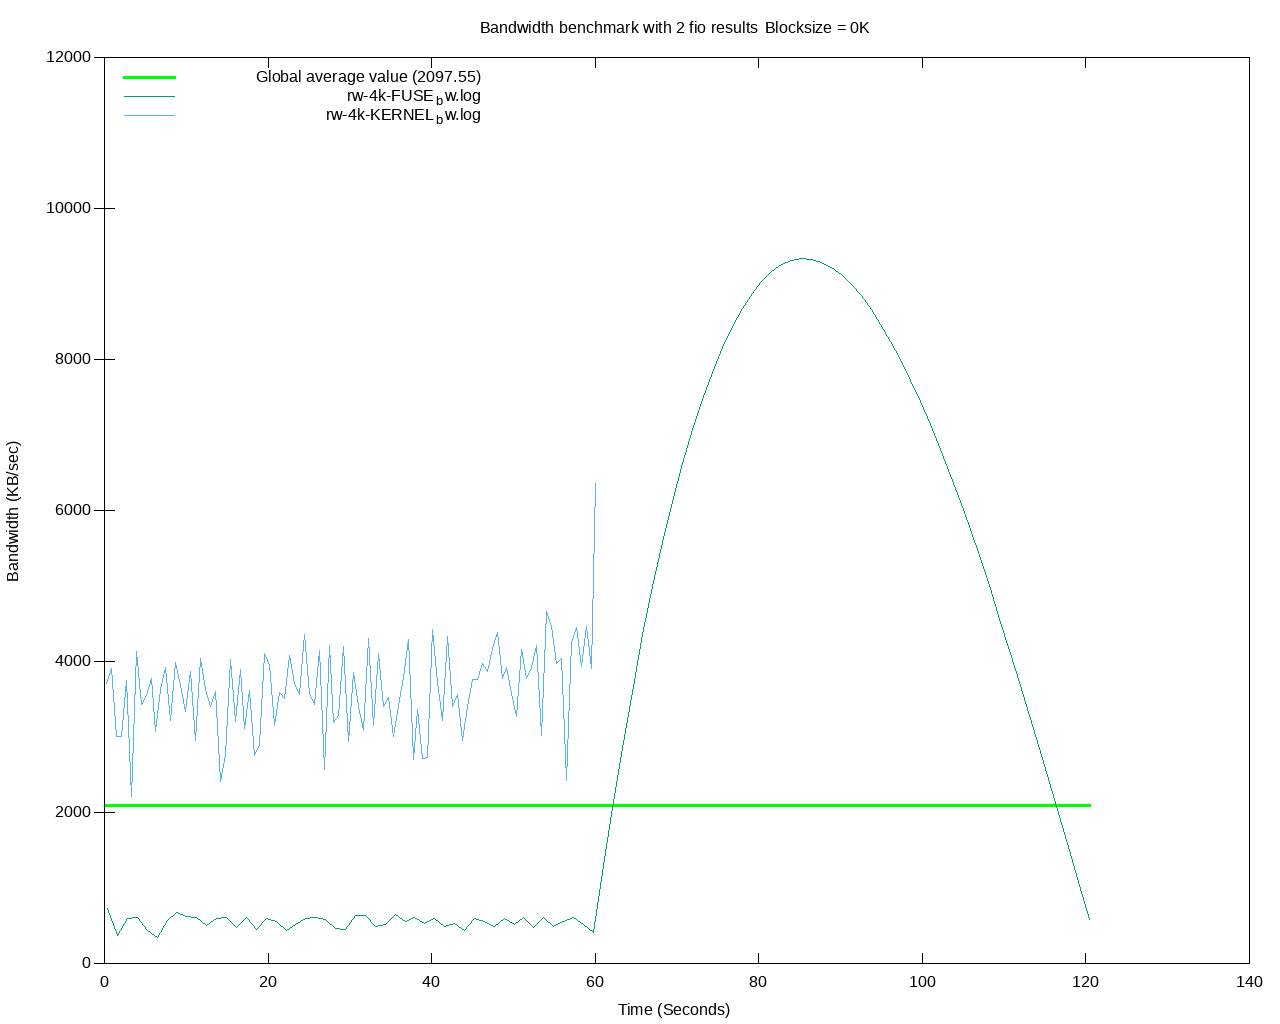 Bandwidth benchmark with 2 fio results Blocksize = 0K
12000
Global average value (2097.55)
rw-4k-FUSE_bw.log
rw-4k-KERNEL_bw.log
10000
8000
6000
4000
2000
0
Bandwidth (KB/sec)
0 20 40 60 80 100 120 140
Time (Seconds)